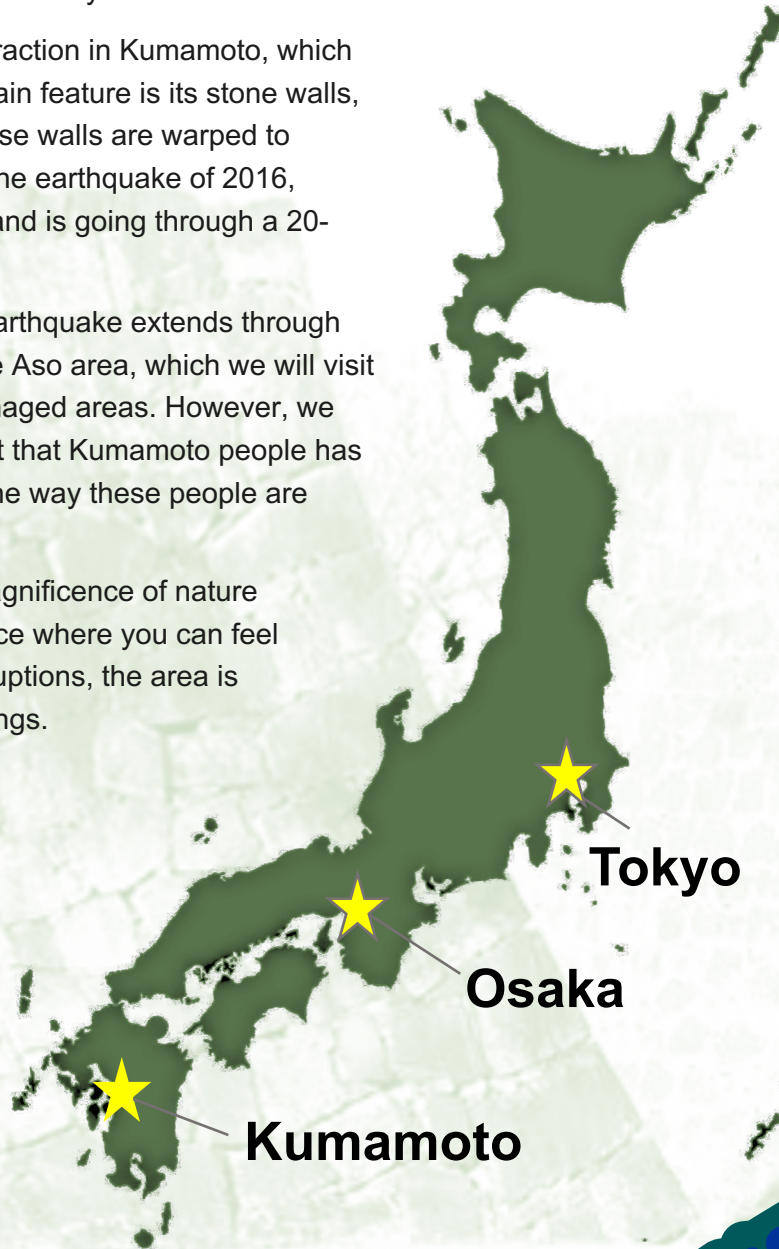 raction in Kumamoto, which
ain feature is its stone walls,
se walls are warped to
ne earthquake of 2016,
and is going through a 20-
arthquake extends through
e Aso area, which we will visit
naged areas. However, we
t that Kumamoto people has
ne way these people are
agnificence of nature
ce where you can feel
uptions, the area is
ngs.
Tokyo
Osaka
Kumamoto